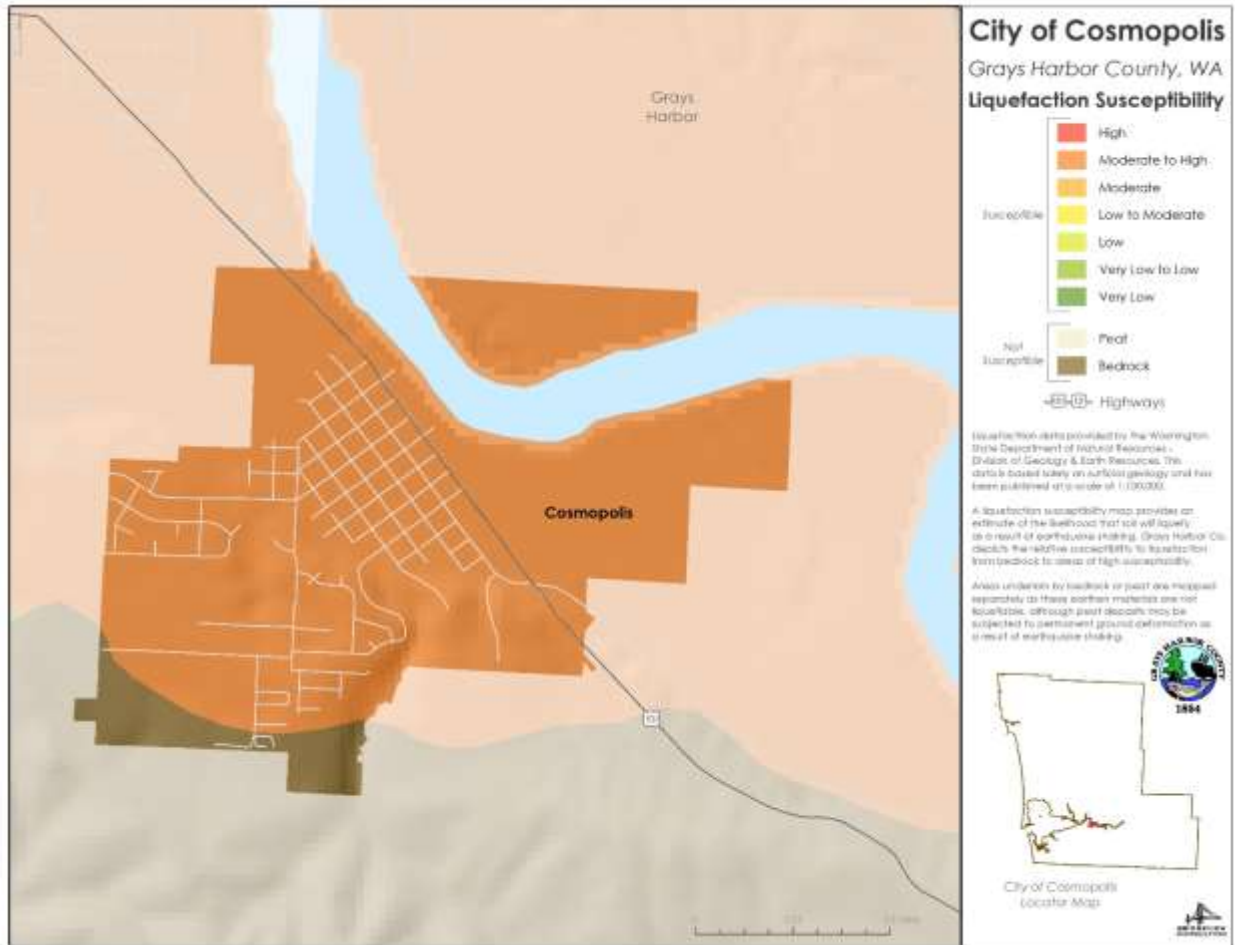 City of Cosmopolis
Grays Harbor County, WA
Liquefaction Susceptibility
High
Moderate to High
Moderate
Susceptible
Low to Moderate
Low
Very Low to Low
Very Low
Peat
Not
Susceptible
Bedrock
Highways
Liquefaction data provided by the Washington
State Department of Natural Resources -
Division of Geology & Earth Resources. This
data is based solely on surficial geology and has
been published at a scale of 1:100,000.
A liquefaction susceptibility map provides an
estimate of the likelihood that soil will liquefy
as a result of earthquake shaking. Grays Harbor Co.
depicts the relative susceptibility to liquefaction
from bedrock to areas of high susceptibility.
Areas underlain by bedrock or peat are mapped
separately as these earthen materials are not
liquefiable, although peat deposits may be
subjected to permanent ground deformation as
a result of earthquake shaking.
GRAYS HARBOR COUNTY
1854
City of Cosmopolis
Locator Map
Grays
Harbor
Cosmopolis